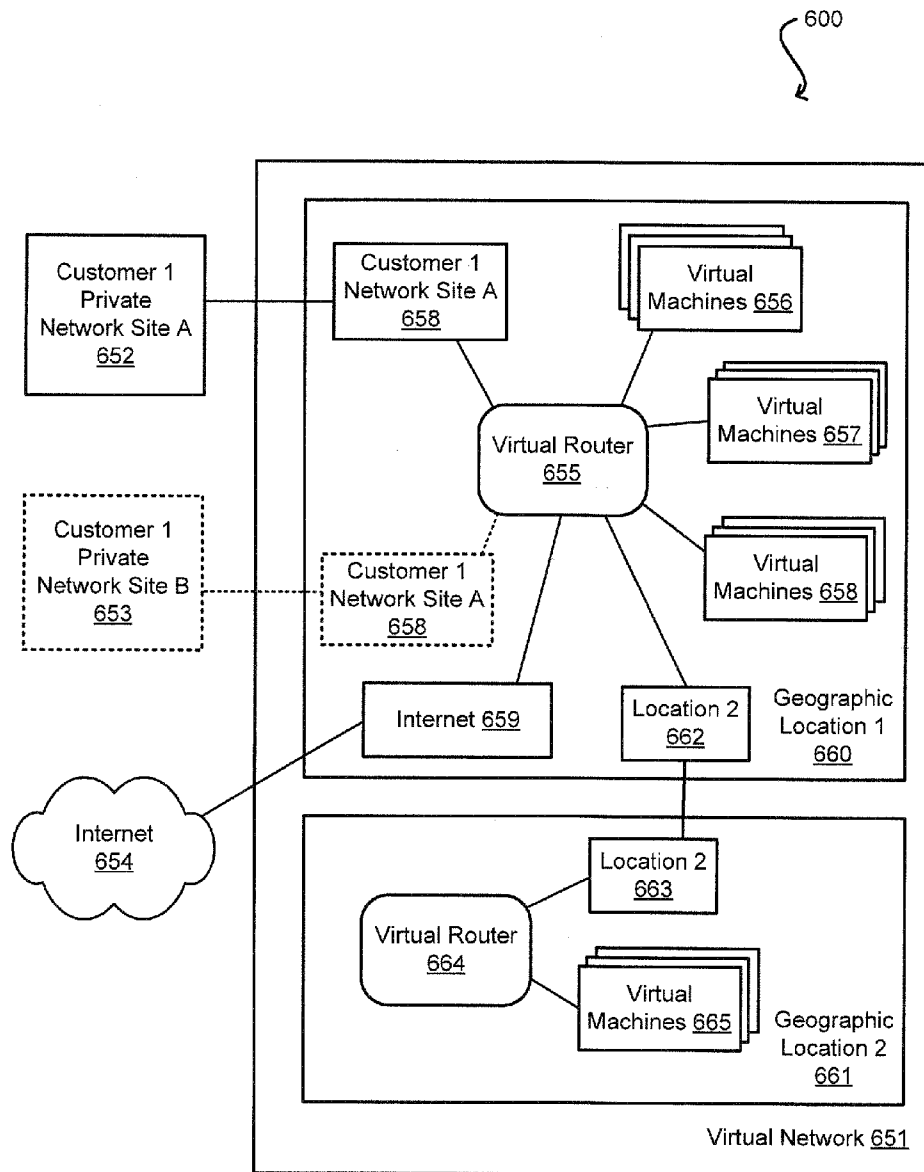 600
Customer 1
Private
Network Site A
652
Customer 1
Network Site A
658
Virtual
Machines 656
Virtual
Machines 657
Virtual Router
655
Virtual
Machines 658
Customer 1
Private
Network Site B
653
Customer 1
Network Site A
658
Internet 659
Location 2
662
Geographic
Location 1
660
Internet
654
Location 2
663
Virtual Router
664
Virtual
Machines 665
Geographic
Location 2
661
Virtual Network 651